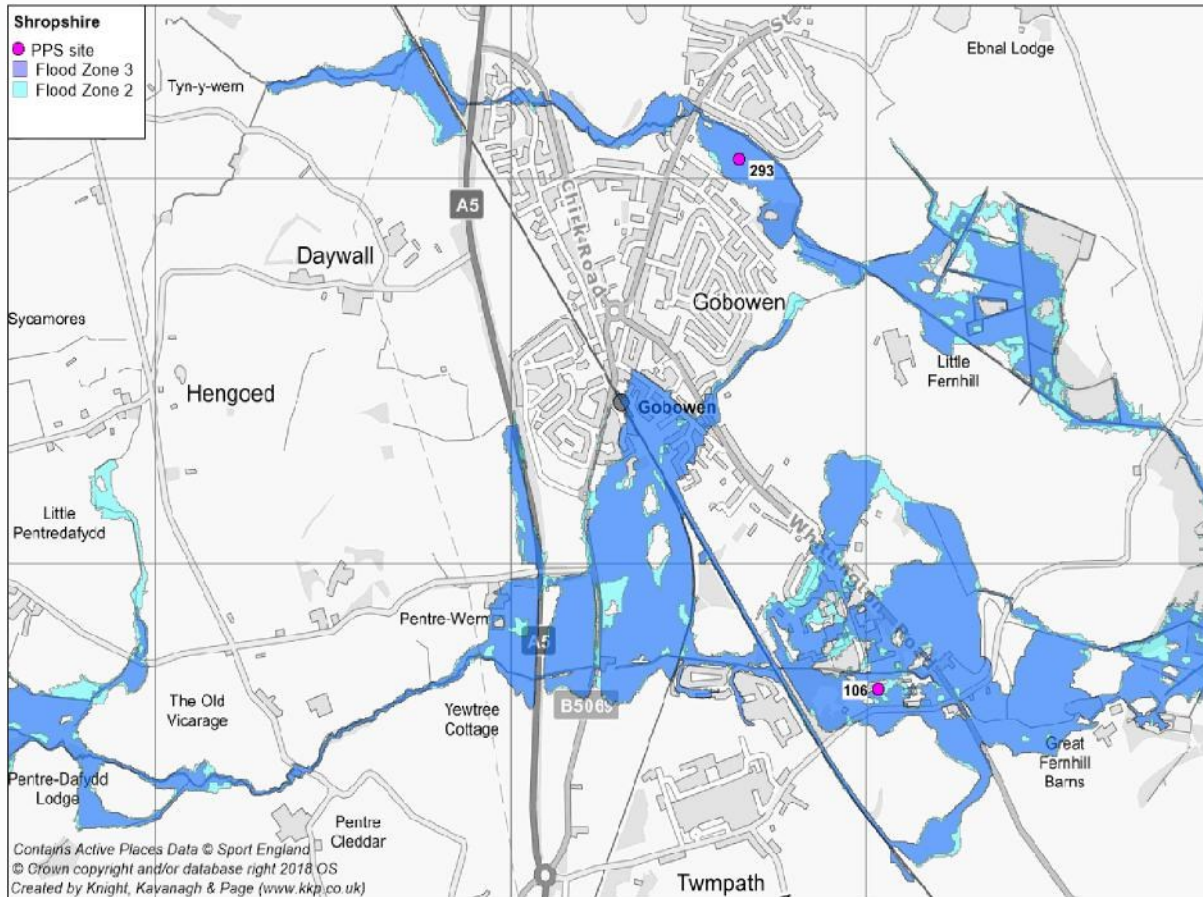 Shropshire
PPS site
Flood Zone 3
Flood Zone 2
Tyn-y-wern
St
Ebnal Lodge
293
A5
Chirk Road
Daywall
Gobowen
Sycamores
Little
Fernhill
Hengoed
Gobowen
Little
Pentredafydd
Whittington Road
Pentre-Wern
A5
106
The Old
Vicarage
Yewtree
Cottage
B5069
Great
Fernhill
Barns
Pentre-Dafydd
Lodge
Pentre
Cleddar
Twmpath
Contains Active Places Data © Sport England
© Crown copyright and/or database right 2018 OS
Created by Knight, Kavanagh & Page (www.kkp.co.uk)